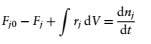 F_{j0} − F_j + ∫ r_j dV = dn_j/dt